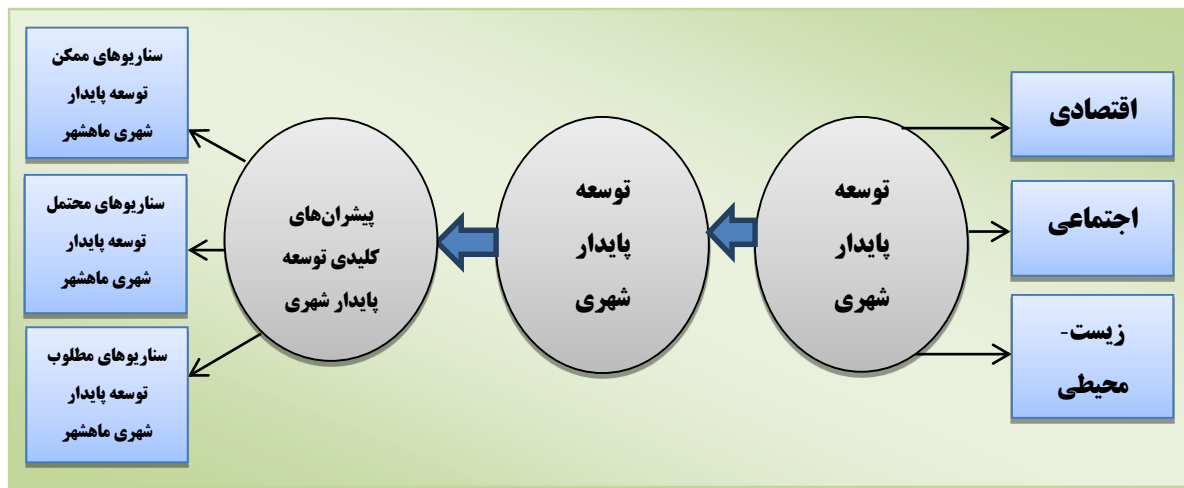 اقتصادی
اجتماعی
زیست-
محیطی
توسعه
پایدار
شهری
توسعه
پایدار
شهری
پیشران‌های
کلیدی توسعه
پایدار شهری
سناریوهای ممکن
توسعه پایدار
شهری ماهشهر
سناریوهای محتمل
توسعه پایدار
شهری ماهشهر
سناریوهای مطلوب
توسعه پایدار
شهری ماهشهر